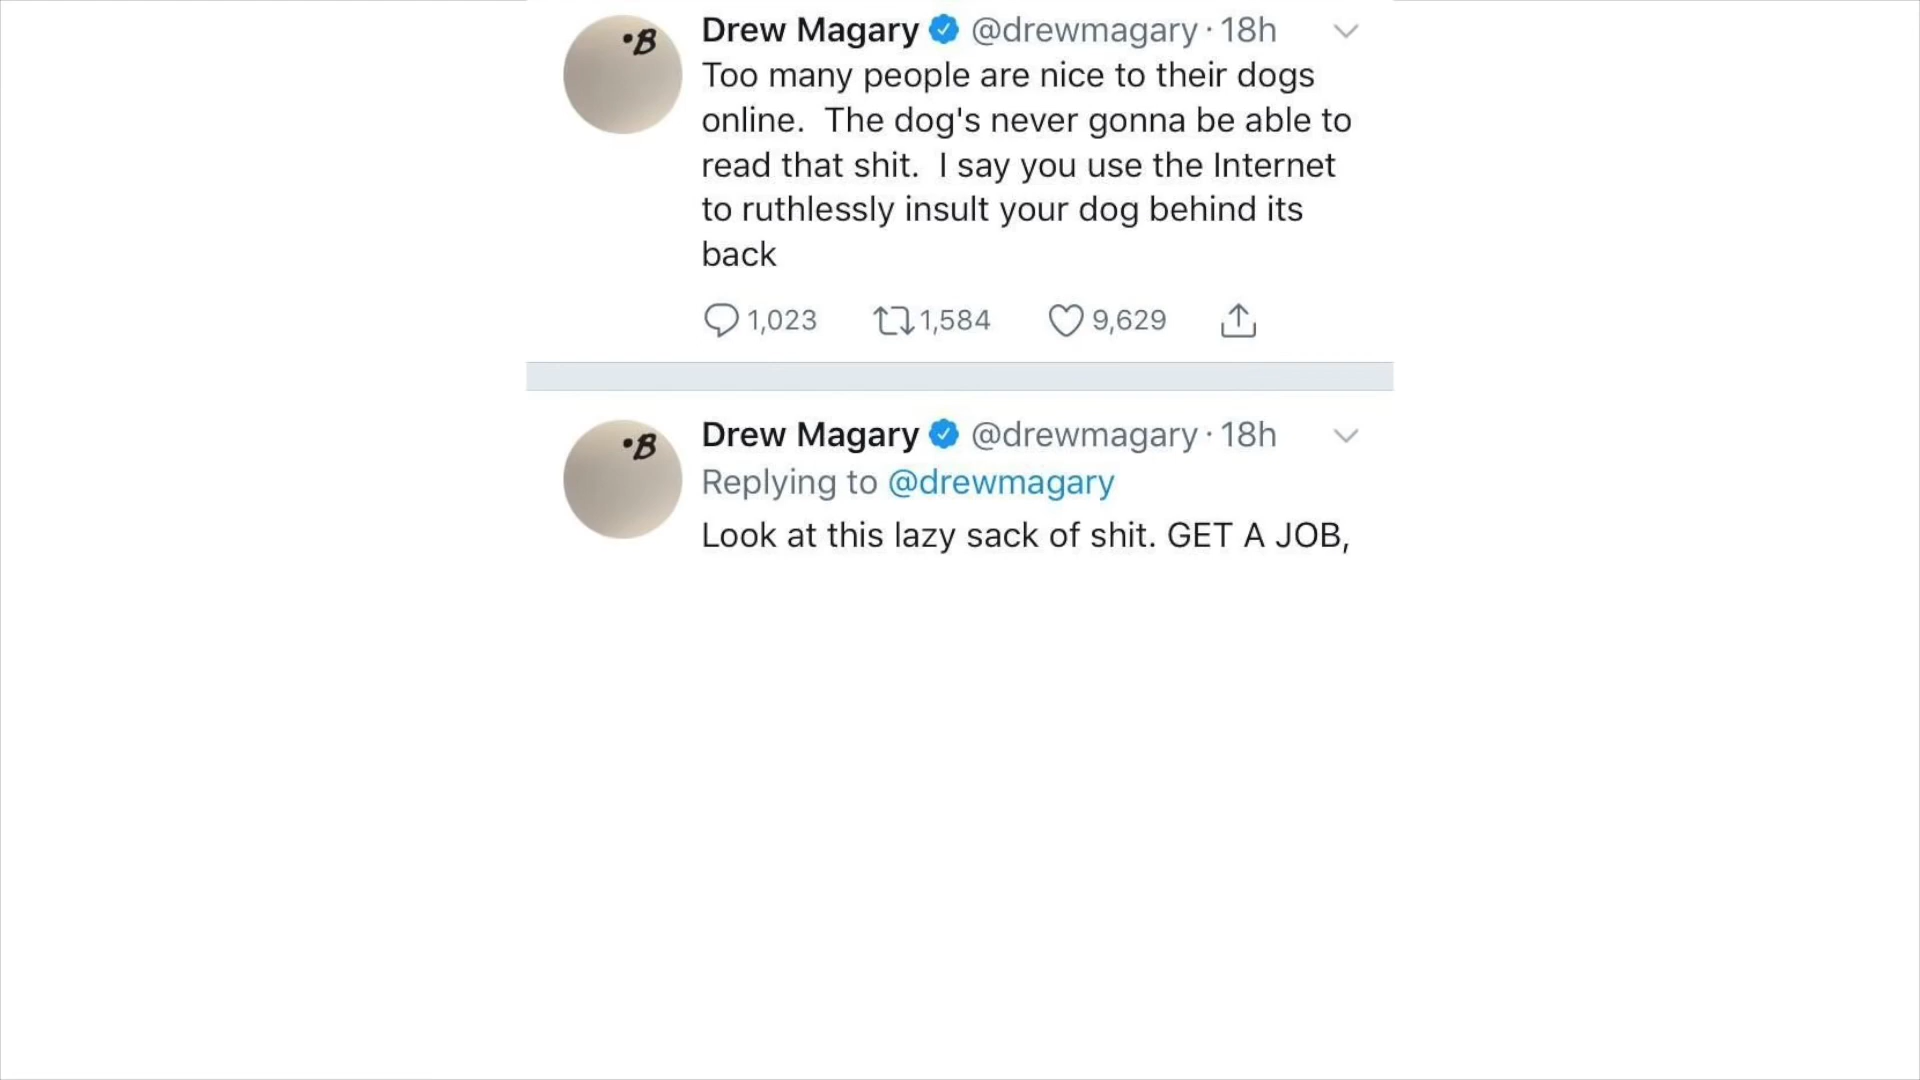 •B
Drew Magary @drewmagary · 18h
Too many people are nice to their dogs
online.  The dog's never gonna be able to
read that shit.  I say you use the Internet
to ruthlessly insult your dog behind its
back
1,023 1,584 9,629
•B
Drew Magary @drewmagary · 18h
Replying to @drewmagary
Look at this lazy sack of shit. GET A JOB,